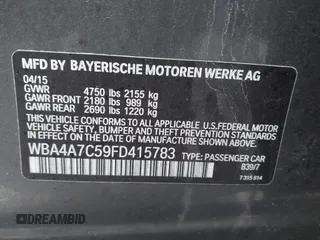 MFD BY BAYERISCHE MOTOREN WERKE AG
04/15
GVWR 4750 lbs 2155 kg
GAWR FRONT 2180 lbs 989 kg
GAWR REAR 2690 lbs 1220 kg
THIS VEHICLE CONFORMS TO ALL APPLICABLE U.S. FEDERAL MOTOR
VEHICLE SAFETY, BUMPER, AND THEFT PREVENTION STANDARDS IN
EFFECT ON THE DATE OF MANUFACTURE SHOWN ABOVE.
WBA4A7C59FD415783
TYPE: PASSENGER CAR
839/7
7 315 914
DREAMBID